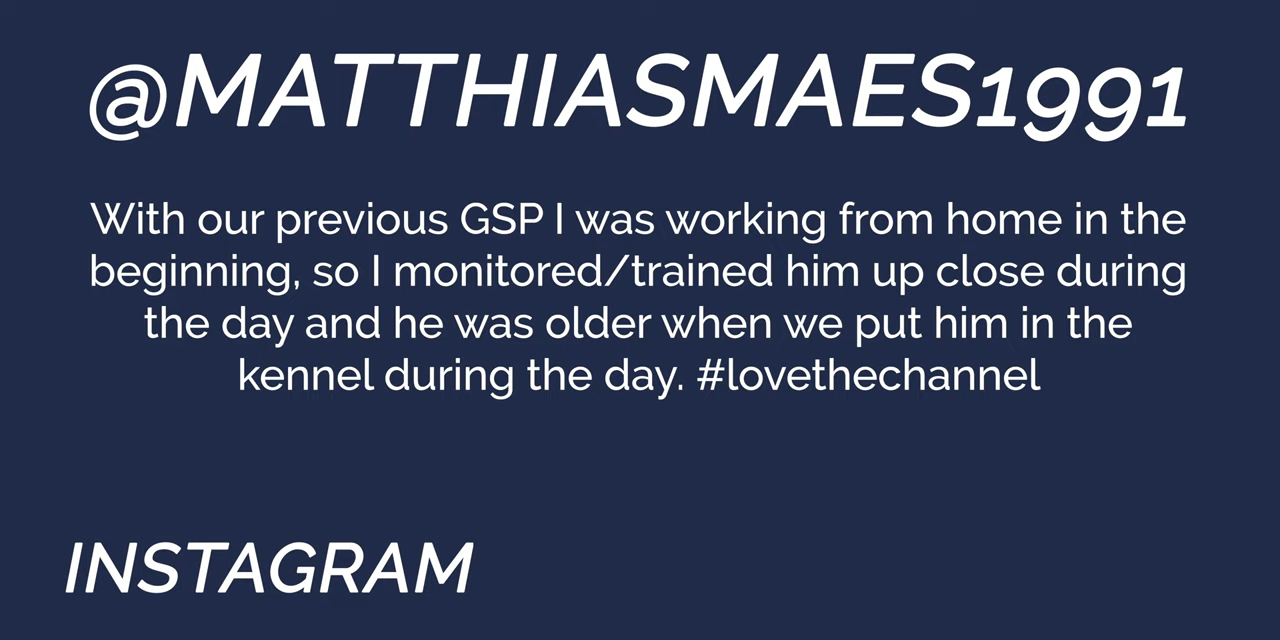 @MATTHIASMAES1991
With our previous GSP I was working from home in the
beginning, so I monitored/trained him up close during
the day and he was older when we put him in the
kennel during the day. #lovethechannel
INSTAGRAM